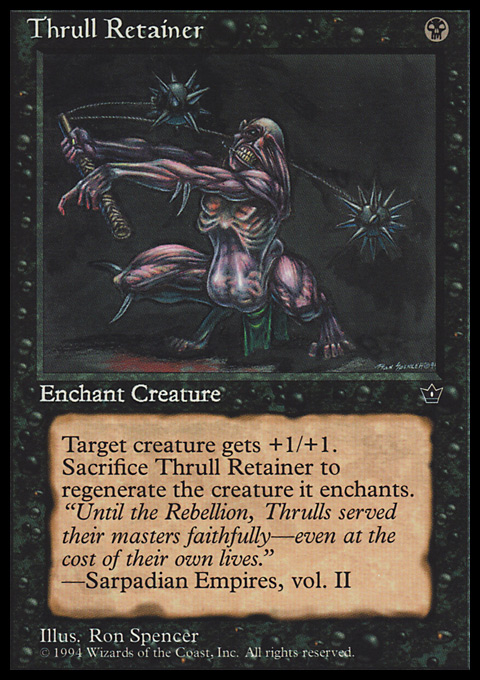 Thrull Retainer
Enchant Creature
Target creature gets +1/+1.
Sacrifice Thrull Retainer to
regenerate the creature it enchants.
“Until the Rebellion, Thrulls served
their masters faithfully—even at the
cost of their own lives.”
—Sarpadian Empires, vol. II
Illus. Ron Spencer
© 1994 Wizards of the Coast, Inc. All rights reserved.